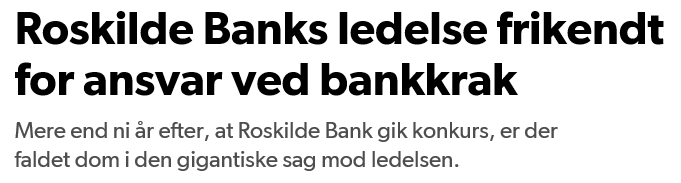 Roskilde Banks ledelse frikendt
for ansvar ved bankkrak
Mere end ni år efter, at Roskilde Bank gik konkurs, er der
faldet dom i den gigantiske sag mod ledelsen.